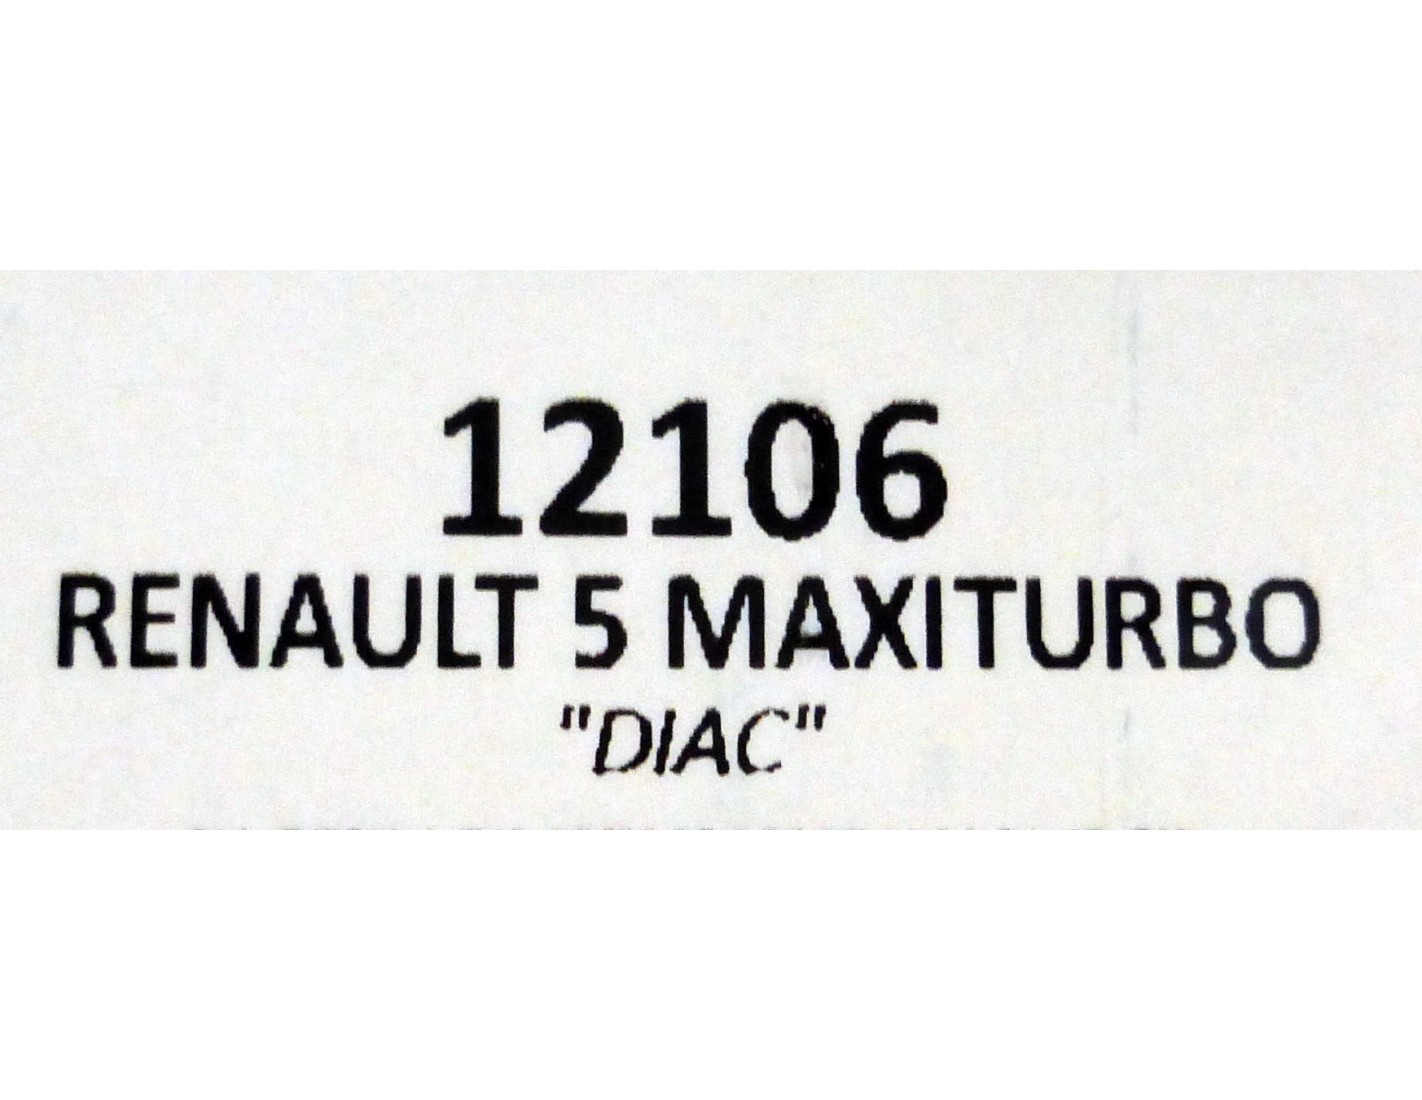 12106
RENAULT 5 MAXITURBO
"DIAC"